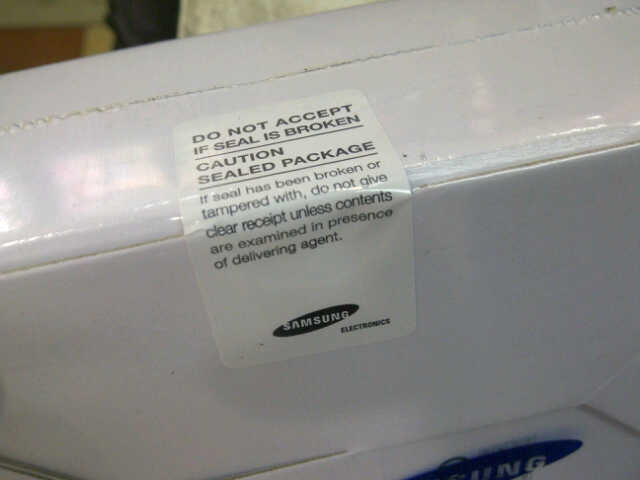 DO NOT ACCEPT
IF SEAL IS BROKEN
CAUTION
SEALED PACKAGE
If seal has been broken or
tampered with, do not give
clear receipt unless contents
are examined in presence
of delivering agent.
SAMSUNG
ELECTRONICS
SUNG